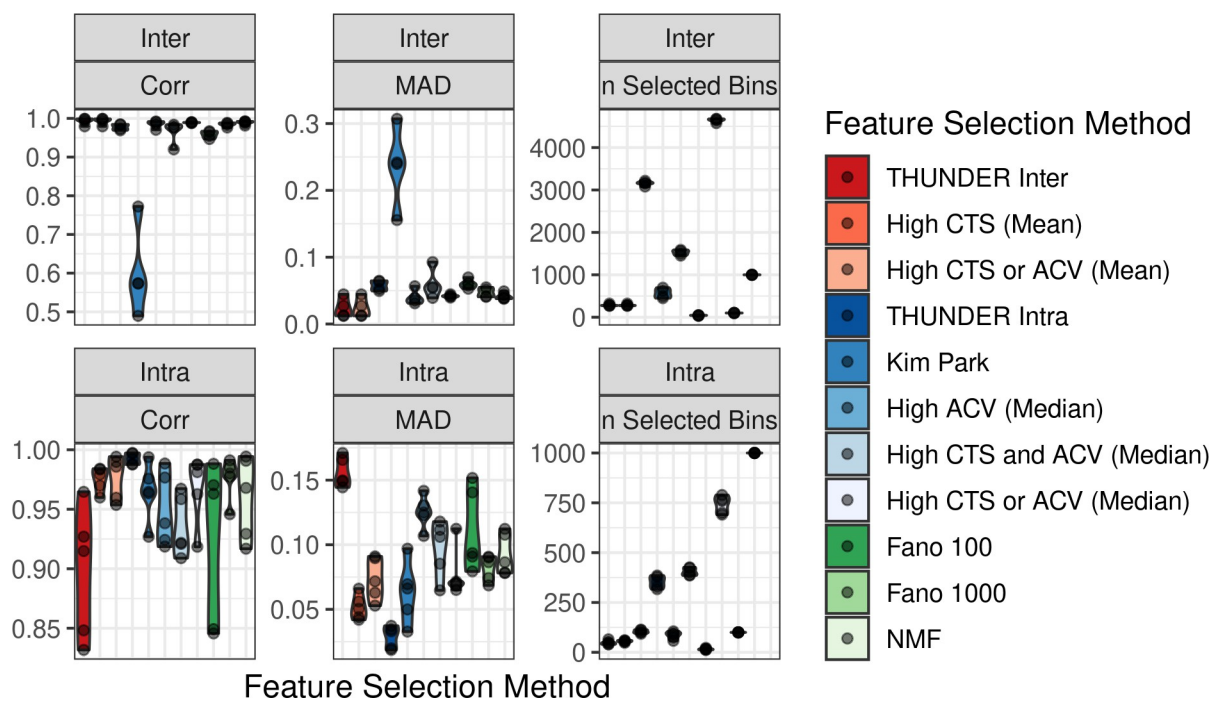 Inter
Inter
Inter
Corr
MAD
n Selected Bins
1.0
0.9
0.8
0.7
0.6
0.5
0.3
0.2
0.1
0.0
4000
3000
2000
1000
0
Intra
Intra
Intra
Corr
MAD
n Selected Bins
1.00
0.95
0.90
0.85
0.15
0.10
0.05
1000
750
500
250
0
Feature Selection Method
Feature Selection Method
THUNDER Inter
High CTS (Mean)
High CTS or ACV (Mean)
THUNDER Intra
Kim Park
High ACV (Median)
High CTS and ACV (Median)
High CTS or ACV (Median)
Fano 100
Fano 1000
NMF